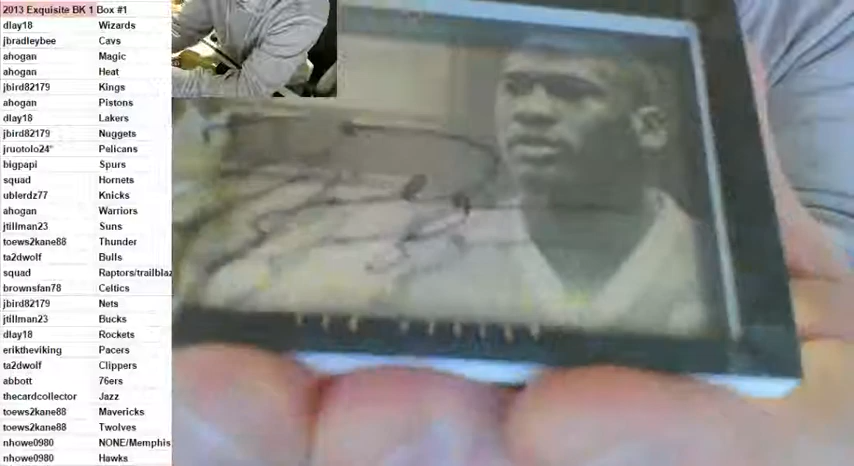 2013 Exquisite BK 1 Box #1
dlay18 Wizards
jbradleybee Cavs
ahogan Magic
ahogan Heat
jbird82179 Kings
ahogan Pistons
dlay18 Lakers
jbird82179 Nuggets
jruotolo24" Pelicans
bigpapi Spurs
squad Hornets
ublerdz77 Knicks
ahogan Warriors
jtillman23 Suns
toews2kane88 Thunder
ta2dwolf Bulls
squad Raptors/trailblaz
brownsfan78 Celtics
jbird82179 Nets
jtillman23 Bucks
dlay18 Rockets
eriktheviking Pacers
ta2dwolf Clippers
abbott 76ers
thecardcollector Jazz
toews2kane88 Mavericks
toews2kane88 Twolves
nhowe0980 NONE/Memphis
nhowe0980 Hawks